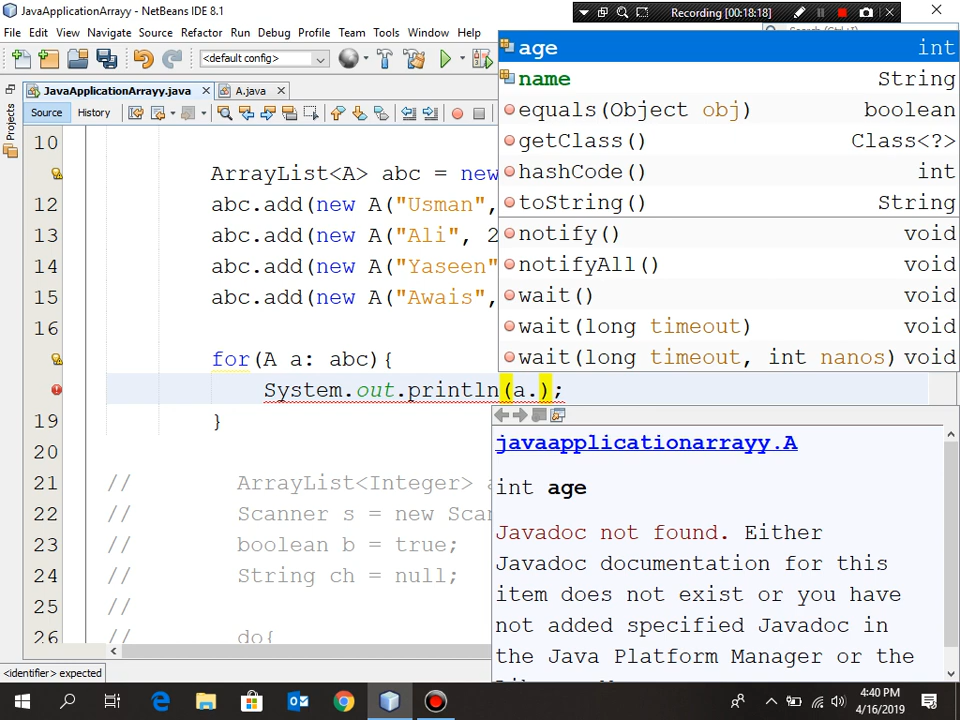 JavaApplicationArrayy - NetBeans IDE 8.1
Recording [00:18:18]
File Edit View Navigate Source Refactor Run Debug Profile Team Tools Window Help
<default config>
JavaApplicationArrayy.java
A.java
Projects
Source History
10
ArrayList<A> abc = new
12 abc.add(new A("Usman",
13 abc.add(new A("Ali", 2
14 abc.add(new A("Yaseen"
15 abc.add(new A("Awais",
16
for(A a: abc){
System.out.println(a.);
19 }
20
21 // ArrayList<Integer> a
22 // Scanner s = new Scan
23 // boolean b = true;
24 // String ch = null;
25 //
26 // do{
age int
name String
equals(Object obj) boolean
getClass() Class<?>
hashCode() int
toString() String
notify() void
notifyAll() void
wait() void
wait(long timeout) void
wait(long timeout, int nanos) void
javaapplicationarrayy.A
int age
Javadoc not found. Either
Javadoc documentation for this
item does not exist or you have
not added specified Javadoc in
the Java Platform Manager or the
<identifier> expected
4:40 PM
4/16/2019